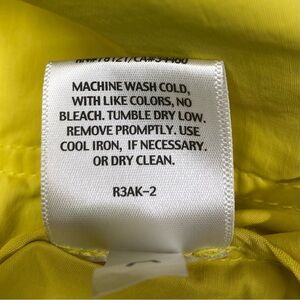 MACHINE WASH COLD,
WITH LIKE COLORS, NO
BLEACH. TUMBLE DRY LOW.
REMOVE PROMPTLY. USE
COOL IRON, IF NECESSARY.
OR DRY CLEAN.
R3AK-2